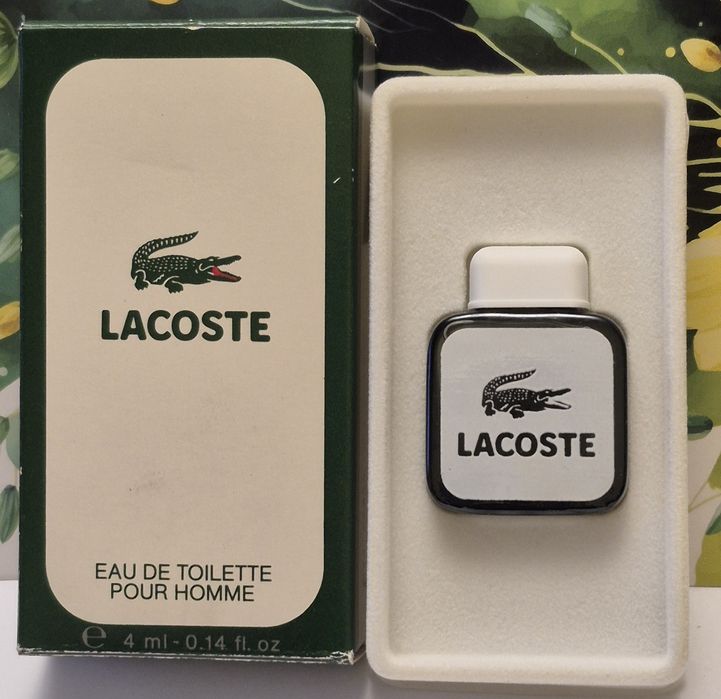 LACOSTE
EAU DE TOILETTE
POUR HOMME
e 4 ml - 0.14 fl. oz
LACOSTE